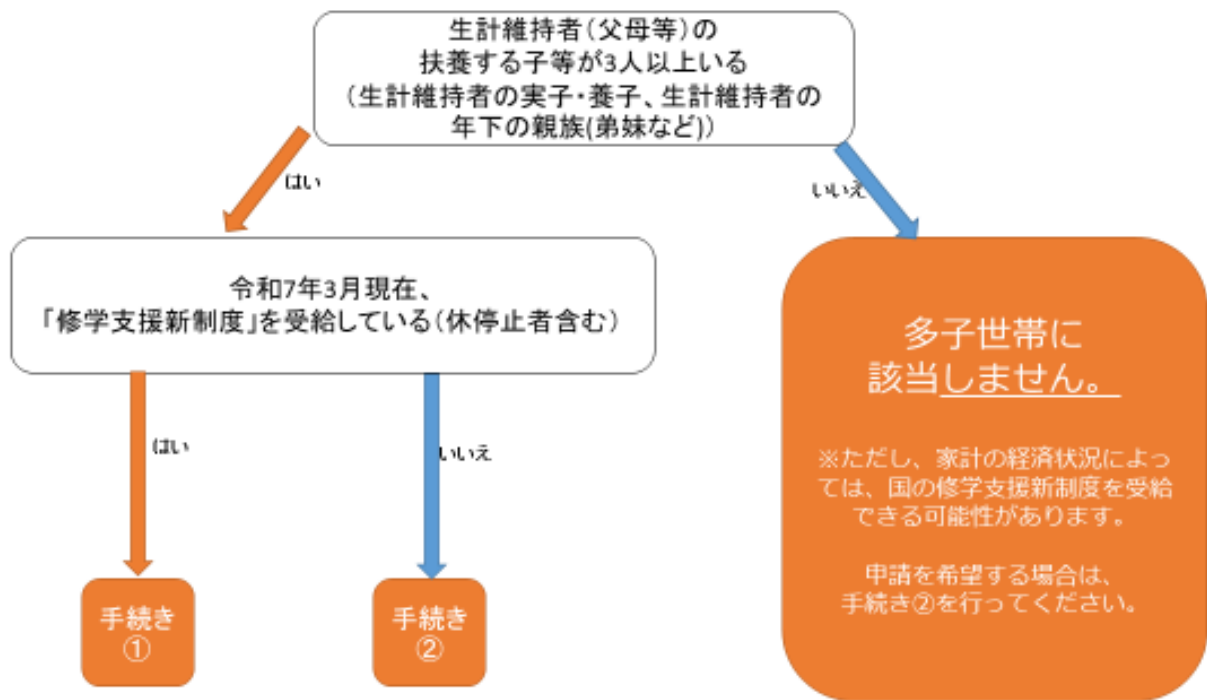 生計維持者（父母等）の
扶養する子等が3人以上いる
（生計維持者の実子・養子、生計維持者の
年下の親族(弟妹など)）
はい
いいえ
令和7年3月現在、
「修学支援新制度」を受給している（休停止者含む）
多子世帯に
該当しません。
※ただし、家計の経済状況によっ
ては、国の修学支援新制度を受給
できる可能性があります。
申請を希望する場合は、
手続き②を行ってください。
はい
いいえ
手続き
①
手続き
②